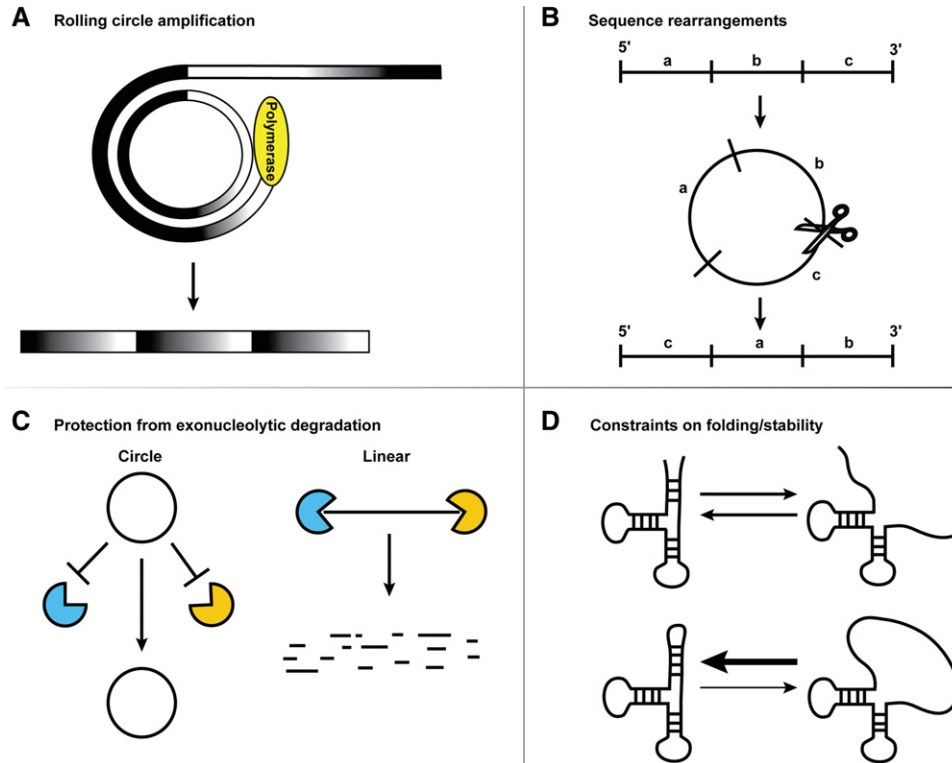 A Rolling circle amplification
Polymerase
B Sequence rearrangements
5' 3'
a b c
b
a
c
5' 3'
c a b
C Protection from exonucleolytic degradation
Circle Linear
D Constraints on folding/stability